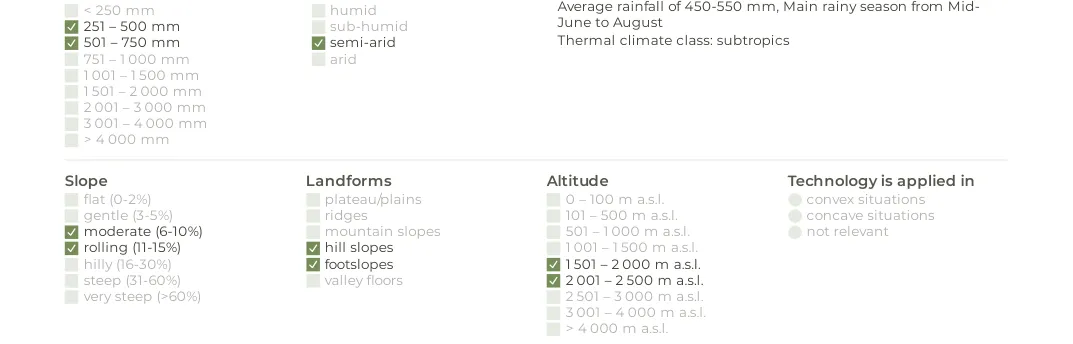 < 250 mm
251 – 500 mm
501 – 750 mm
751 – 1 000 mm
1 001 – 1 500 mm
1 501 – 2 000 mm
2 001 – 3 000 mm
3 001 – 4 000 mm
> 4 000 mm
humid
sub-humid
semi-arid
arid
Average rainfall of 450-550 mm, Main rainy season from Mid-
June to August
Thermal climate class: subtropics
Slope
flat (0-2%)
gentle (3-5%)
moderate (6-10%)
rolling (11-15%)
hilly (16-30%)
steep (31-60%)
very steep (>60%)
Landforms
plateau/plains
ridges
mountain slopes
hill slopes
footslopes
valley floors
Altitude
0 – 100 m a.s.l.
101 – 500 m a.s.l.
501 – 1 000 m a.s.l.
1 001 – 1 500 m a.s.l.
1 501 – 2 000 m a.s.l.
2 001 – 2 500 m a.s.l.
2 501 – 3 000 m a.s.l.
3 001 – 4 000 m a.s.l.
> 4 000 m a.s.l.
Technology is applied in
convex situations
concave situations
not relevant